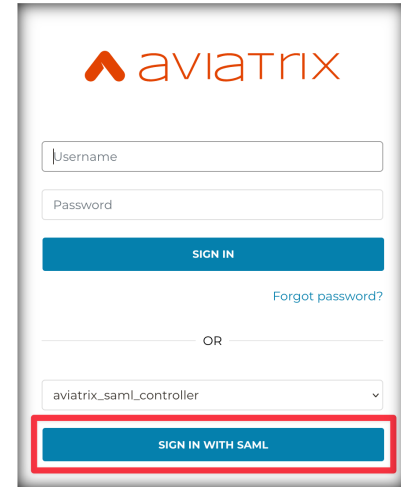 aviatrix
Username
Password
SIGN IN
Forgot password?
OR
aviatrix_saml_controller
SIGN IN WITH SAML